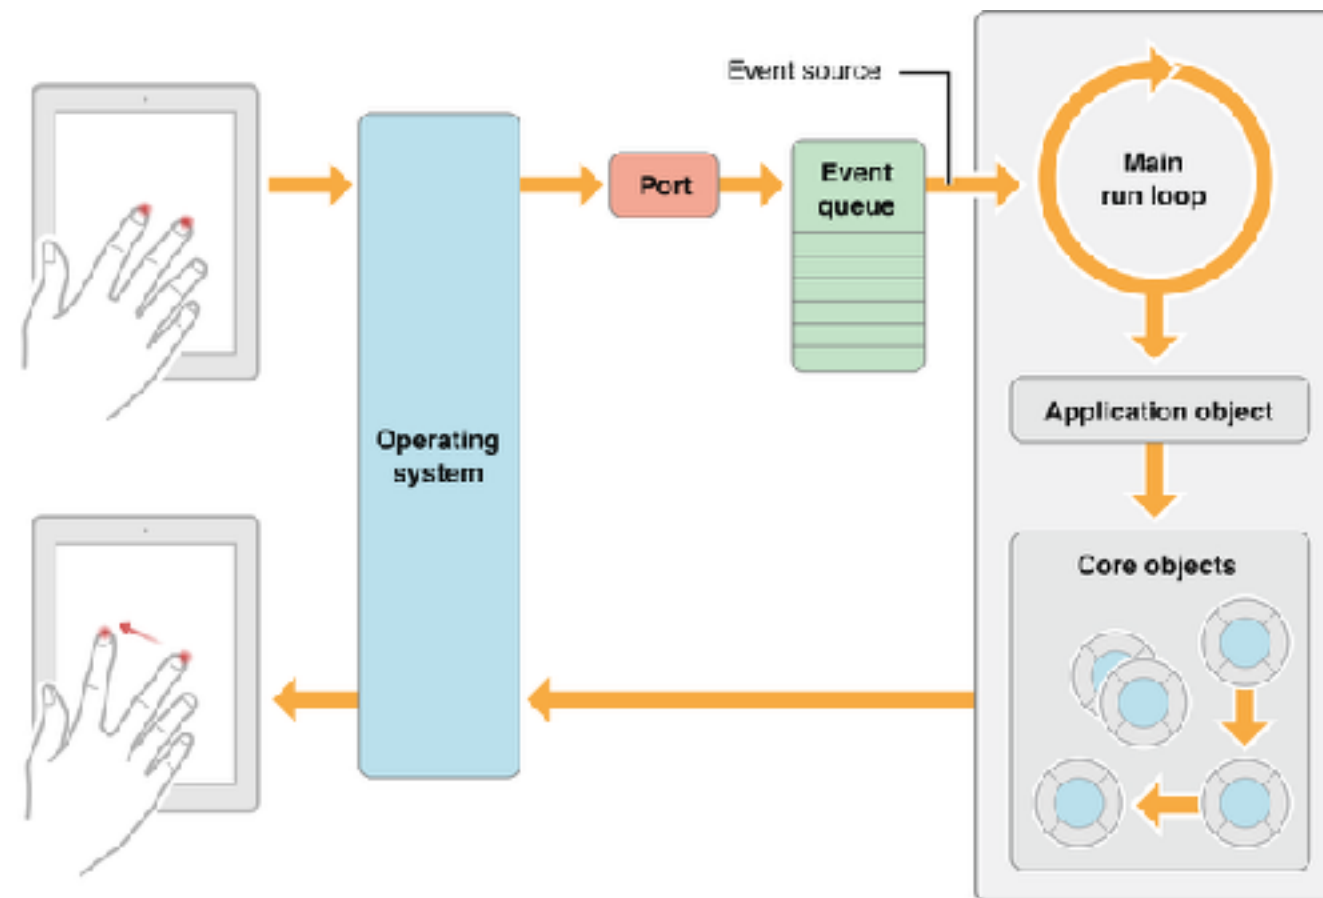 Event source
Port
Event
queue
Main
run loop
Application object
Operating
system
Core objects